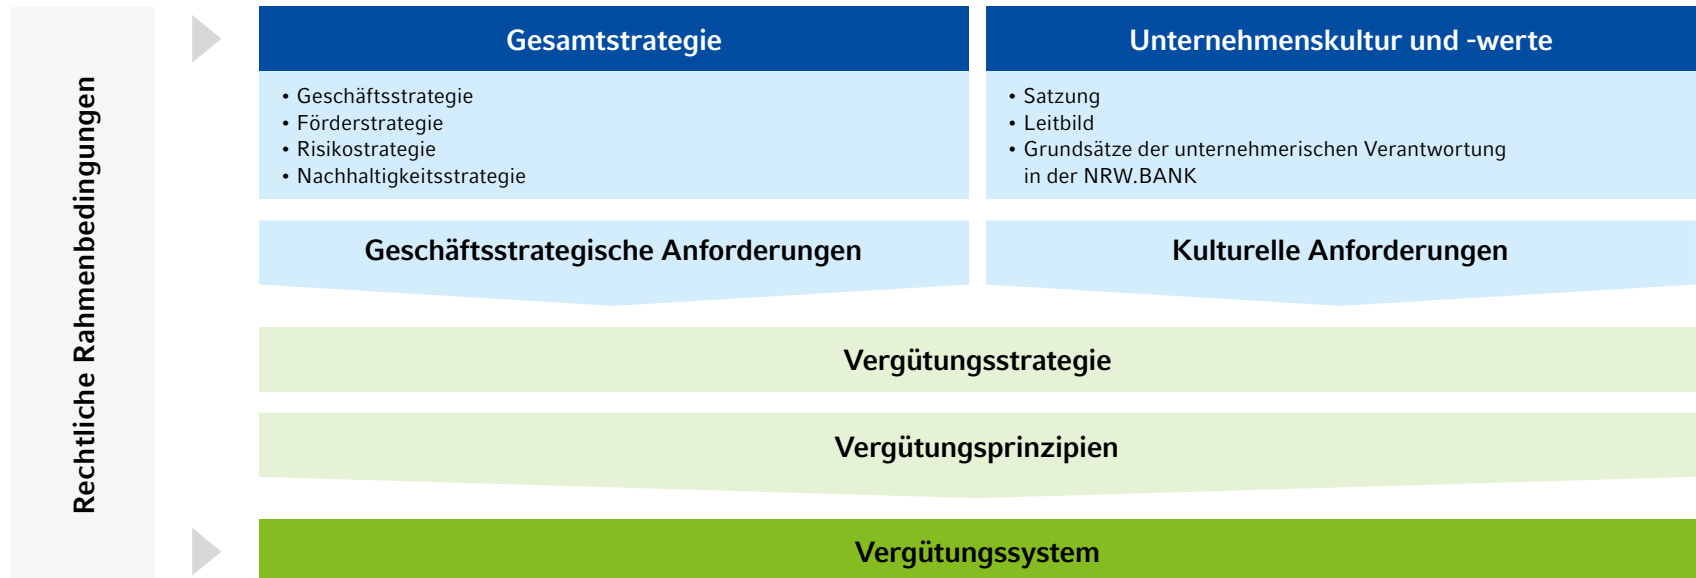 Rechtliche Rahmenbedingungen
Gesamtstrategie
• Geschäftsstrategie
• Förderstrategie
• Risikostrategie
• Nachhaltigkeitsstrategie
Unternehmenskultur und -werte
• Satzung
• Leitbild
• Grundsätze der unternehmerischen Verantwortung
in der NRW.BANK
Geschäftsstrategische Anforderungen
Kulturelle Anforderungen
Vergütungsstrategie
Vergütungsprinzipien
Vergütungssystem